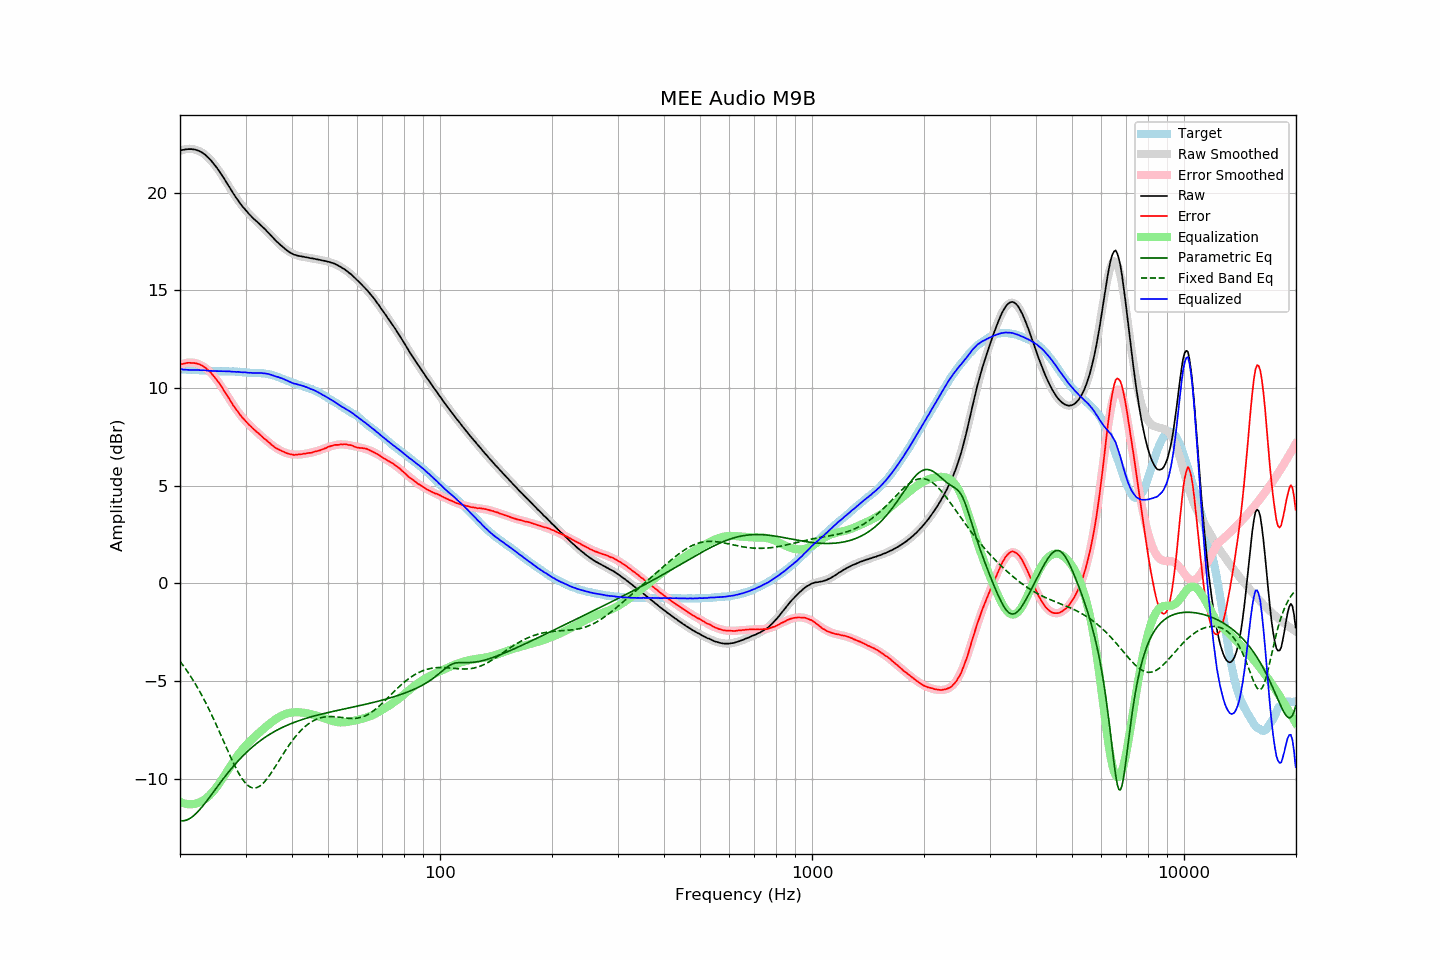 MEE Audio M9B
Target
Raw Smoothed
Error Smoothed
Raw
Error
Equalization
Parametric Eq
Fixed Band Eq
Equalized
20
15
10
5
0
−5
−10
Amplitude (dBr)
100
1000
10000
Frequency (Hz)